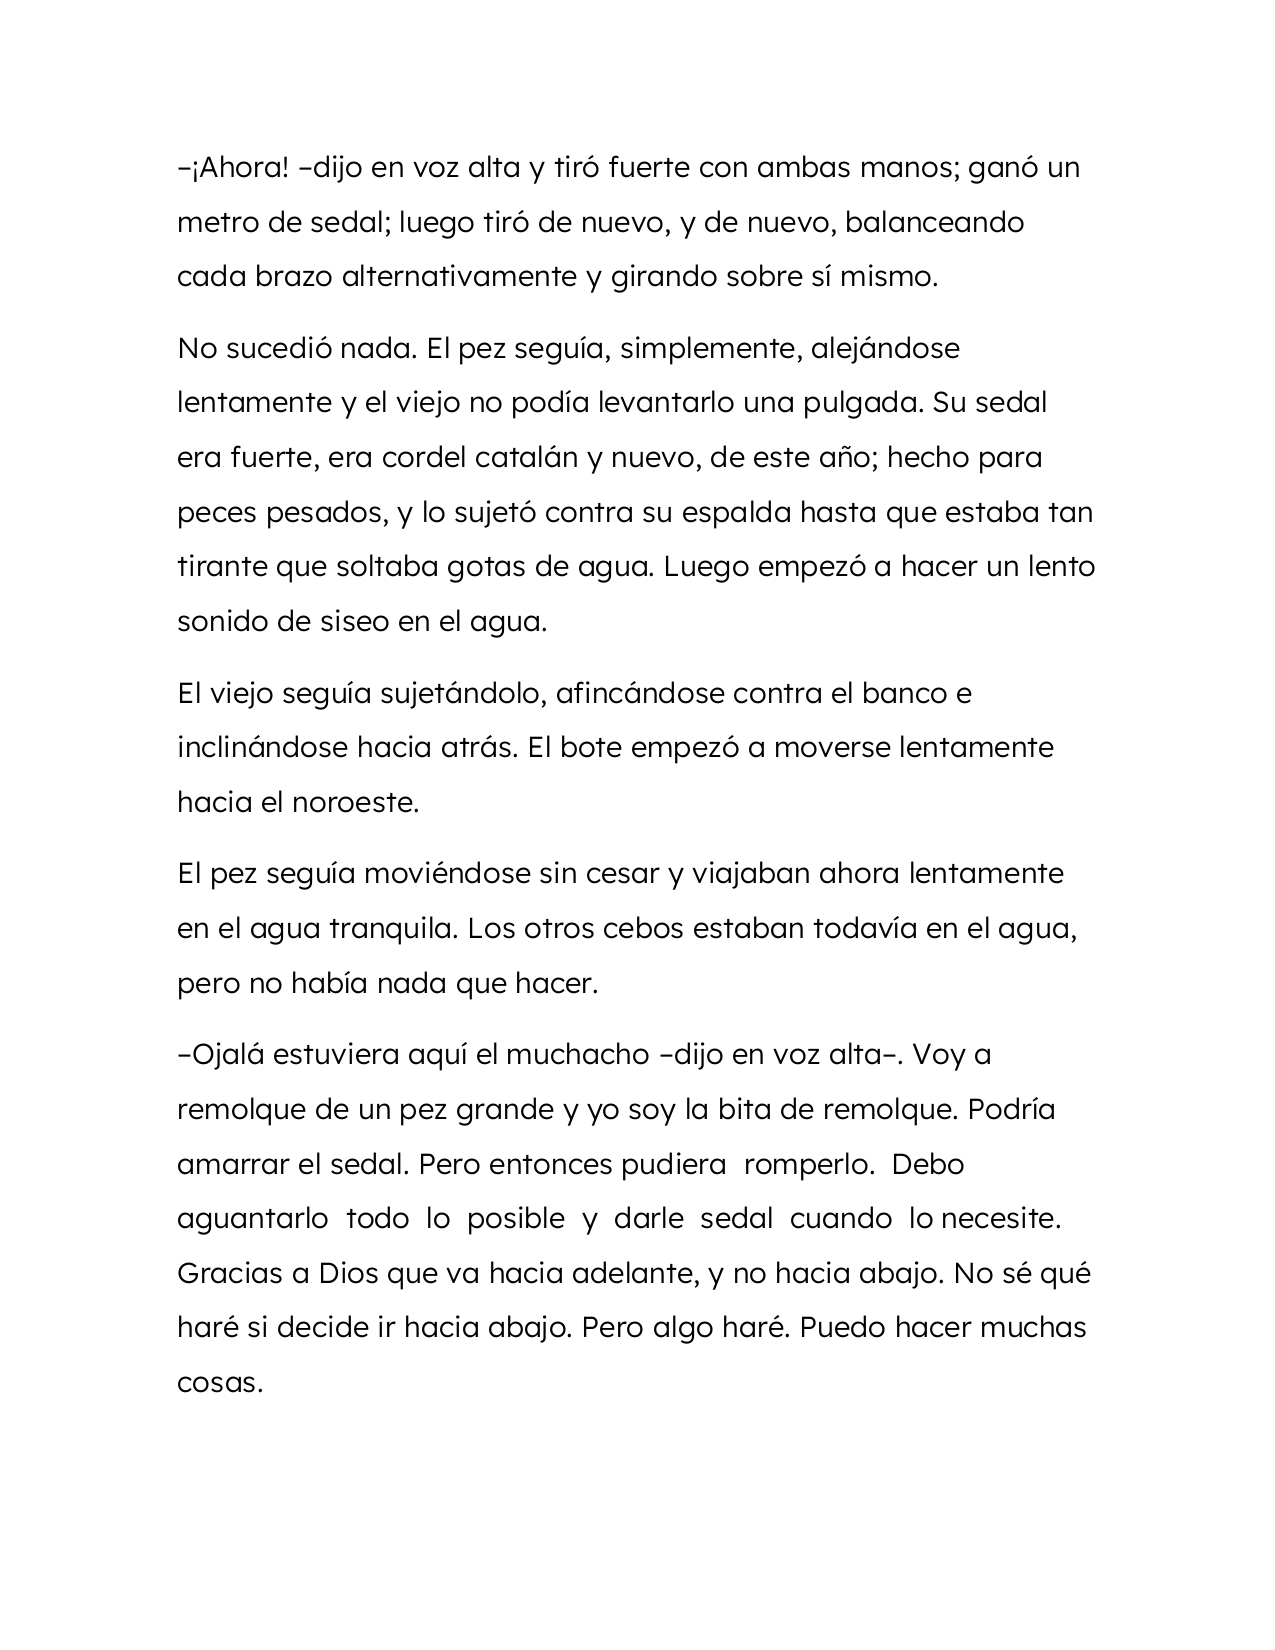 –¡Ahora! –dijo en voz alta y tiró fuerte con ambas manos; ganó un
metro de sedal; luego tiró de nuevo, y de nuevo, balanceando
cada brazo alternativamente y girando sobre sí mismo.
No sucedió nada. El pez seguía, simplemente, alejándose
lentamente y el viejo no podía levantarlo una pulgada. Su sedal
era fuerte, era cordel catalán y nuevo, de este año; hecho para
peces pesados, y lo sujetó contra su espalda hasta que estaba tan
tirante que soltaba gotas de agua. Luego empezó a hacer un lento
sonido de siseo en el agua.
El viejo seguía sujetándolo, afincándose contra el banco e
inclinándose hacia atrás. El bote empezó a moverse lentamente
hacia el noroeste.
El pez seguía moviéndose sin cesar y viajaban ahora lentamente
en el agua tranquila. Los otros cebos estaban todavía en el agua,
pero no había nada que hacer.
–Ojalá estuviera aquí el muchacho –dijo en voz alta–. Voy a
remolque de un pez grande y yo soy la bita de remolque. Podría
amarrar el sedal. Pero entonces pudiera romperlo. Debo
aguantarlo todo lo posible y darle sedal cuando lo necesite.
Gracias a Dios que va hacia adelante, y no hacia abajo. No sé qué
haré si decide ir hacia abajo. Pero algo haré. Puedo hacer muchas
cosas.